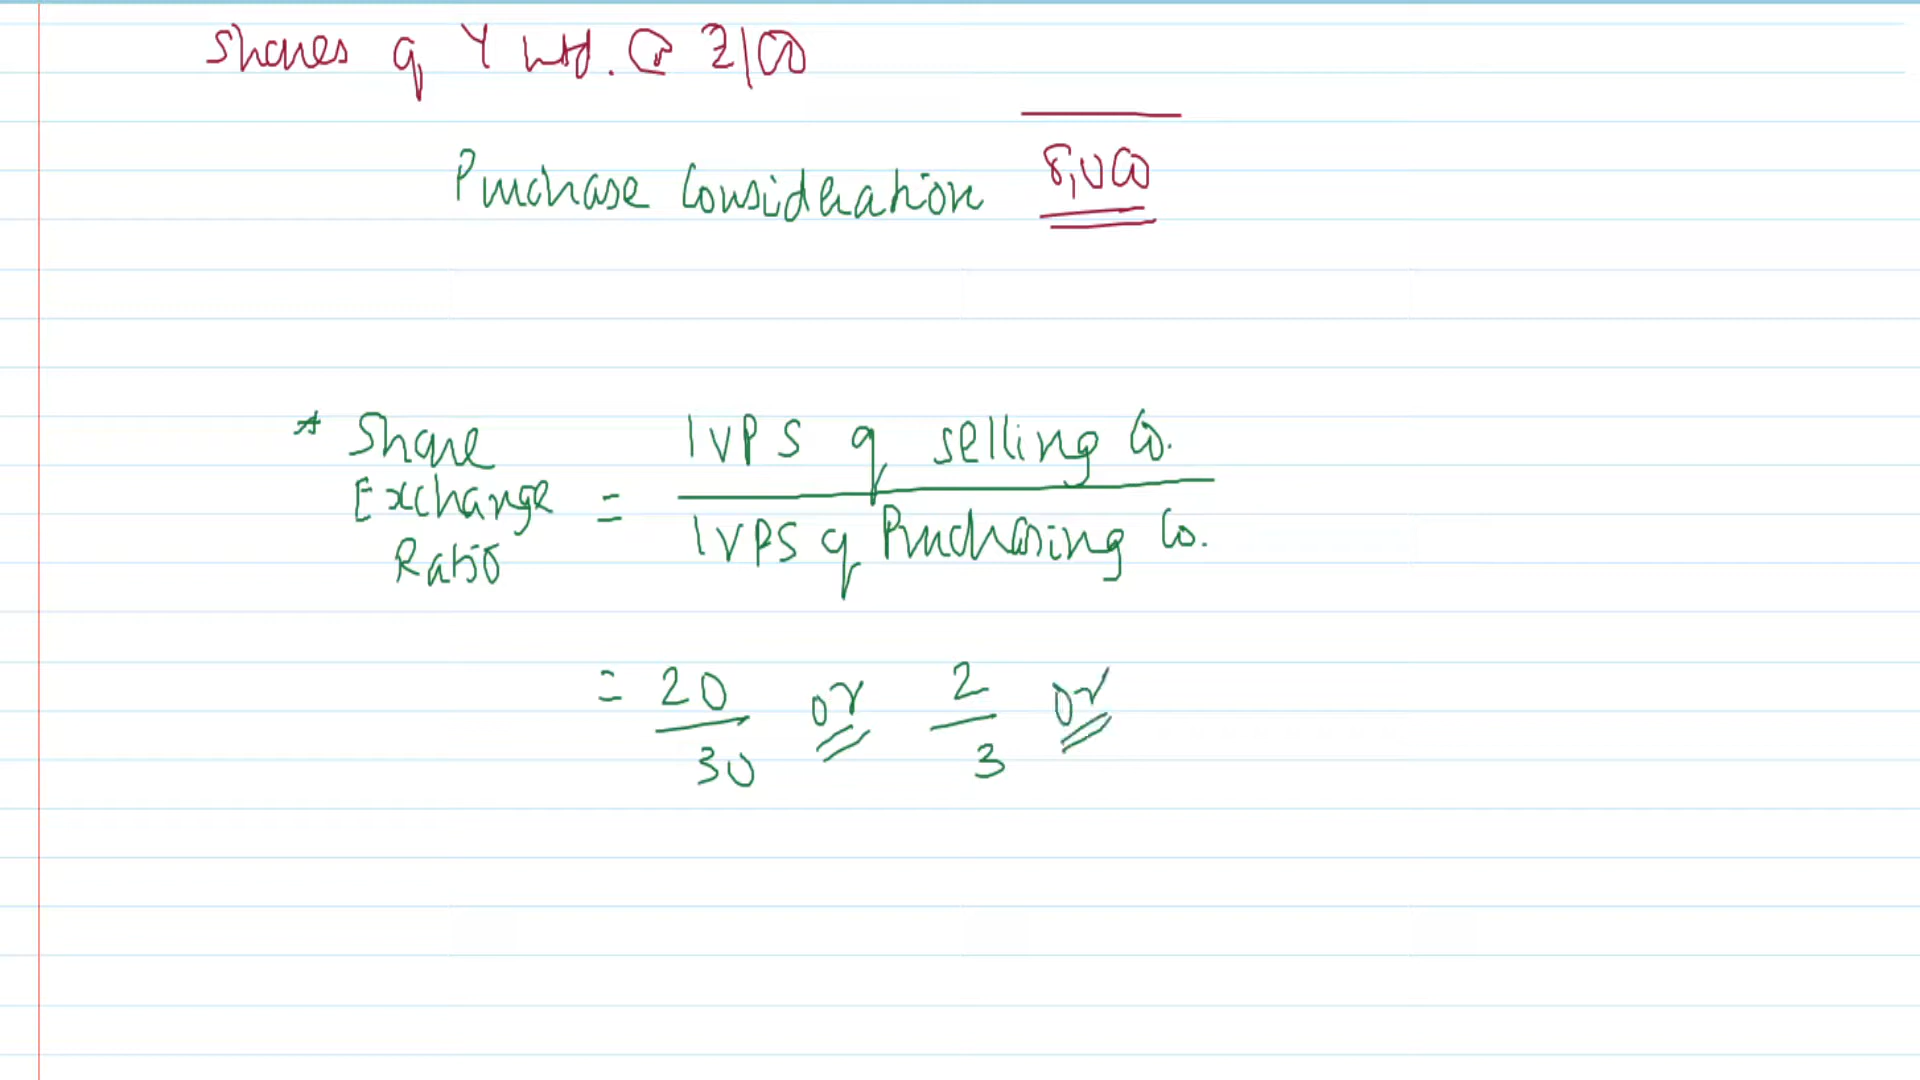 Shares of Y Ltd. @ ₹100
Purchase Consideration 8,000
* Share Exchange Ratio = IVPS of selling Co.
IVPS of Purchasing Co.
= 20 or 2 or
30 3